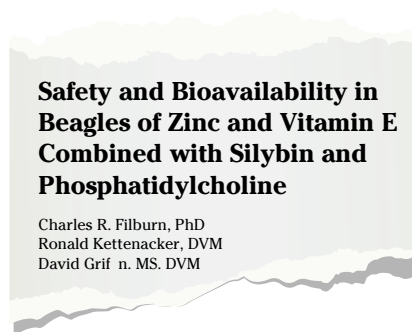 Safety and Bioavailability in
Beagles of Zinc and Vitamin E
Combined with Silybin and
Phosphatidylcholine
Charles R. Filburn, PhD
Ronald Kettenacker, DVM
David Grif n. MS. DVM